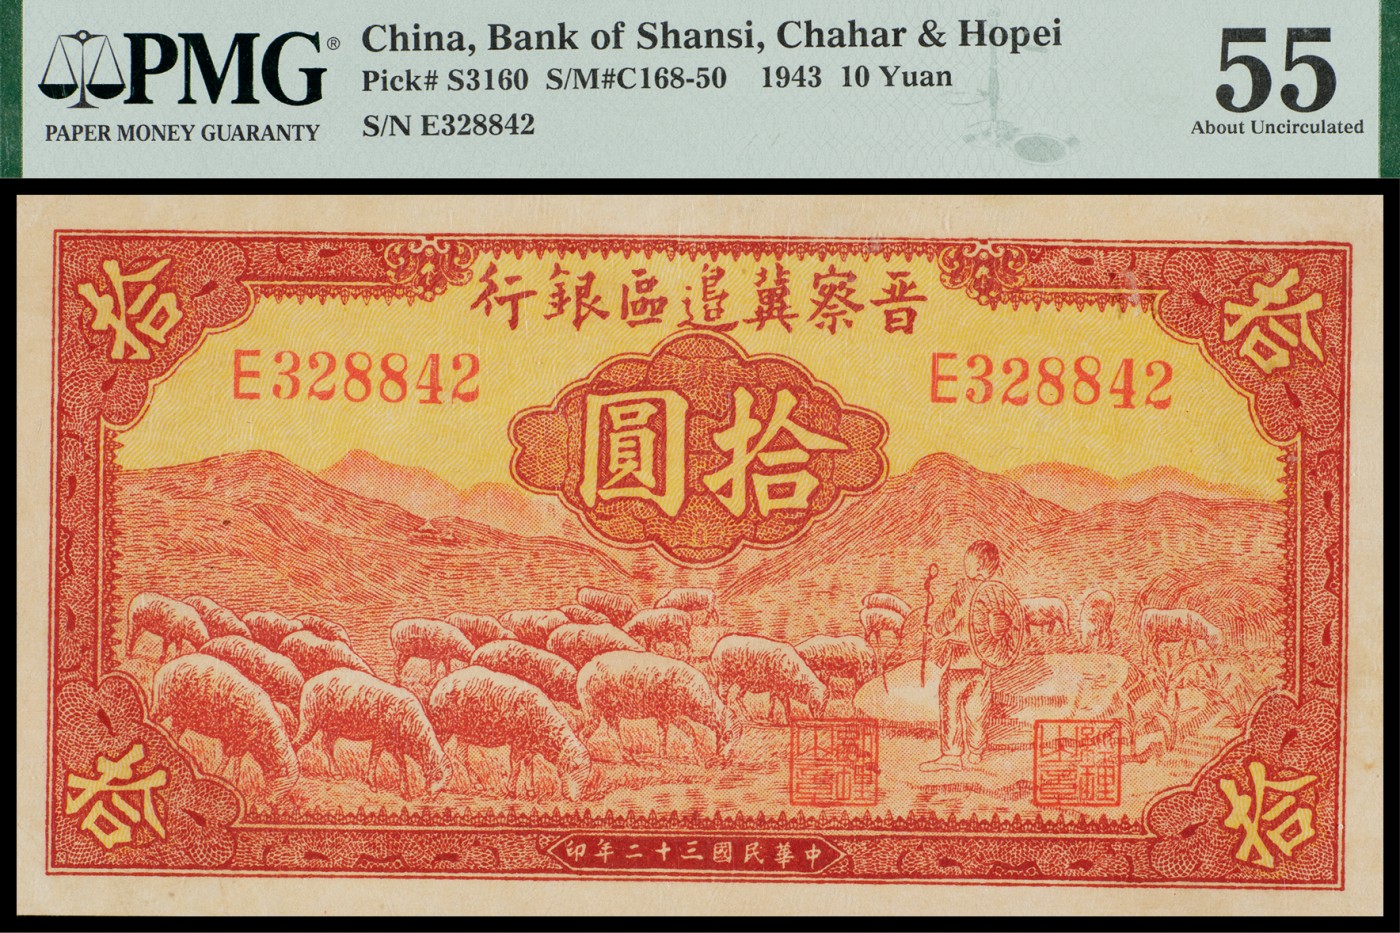 PMG®
PAPER MONEY GUARANTY
China, Bank of Shansi, Chahar & Hopei
Pick# S3160 S/M#C168-50 1943 10 Yuan
S/N E328842
55
About Uncirculated
晋察冀邉區銀行
拾
拾
E328842
E328842
拾圓
拾
拾
中華民國三十二年印